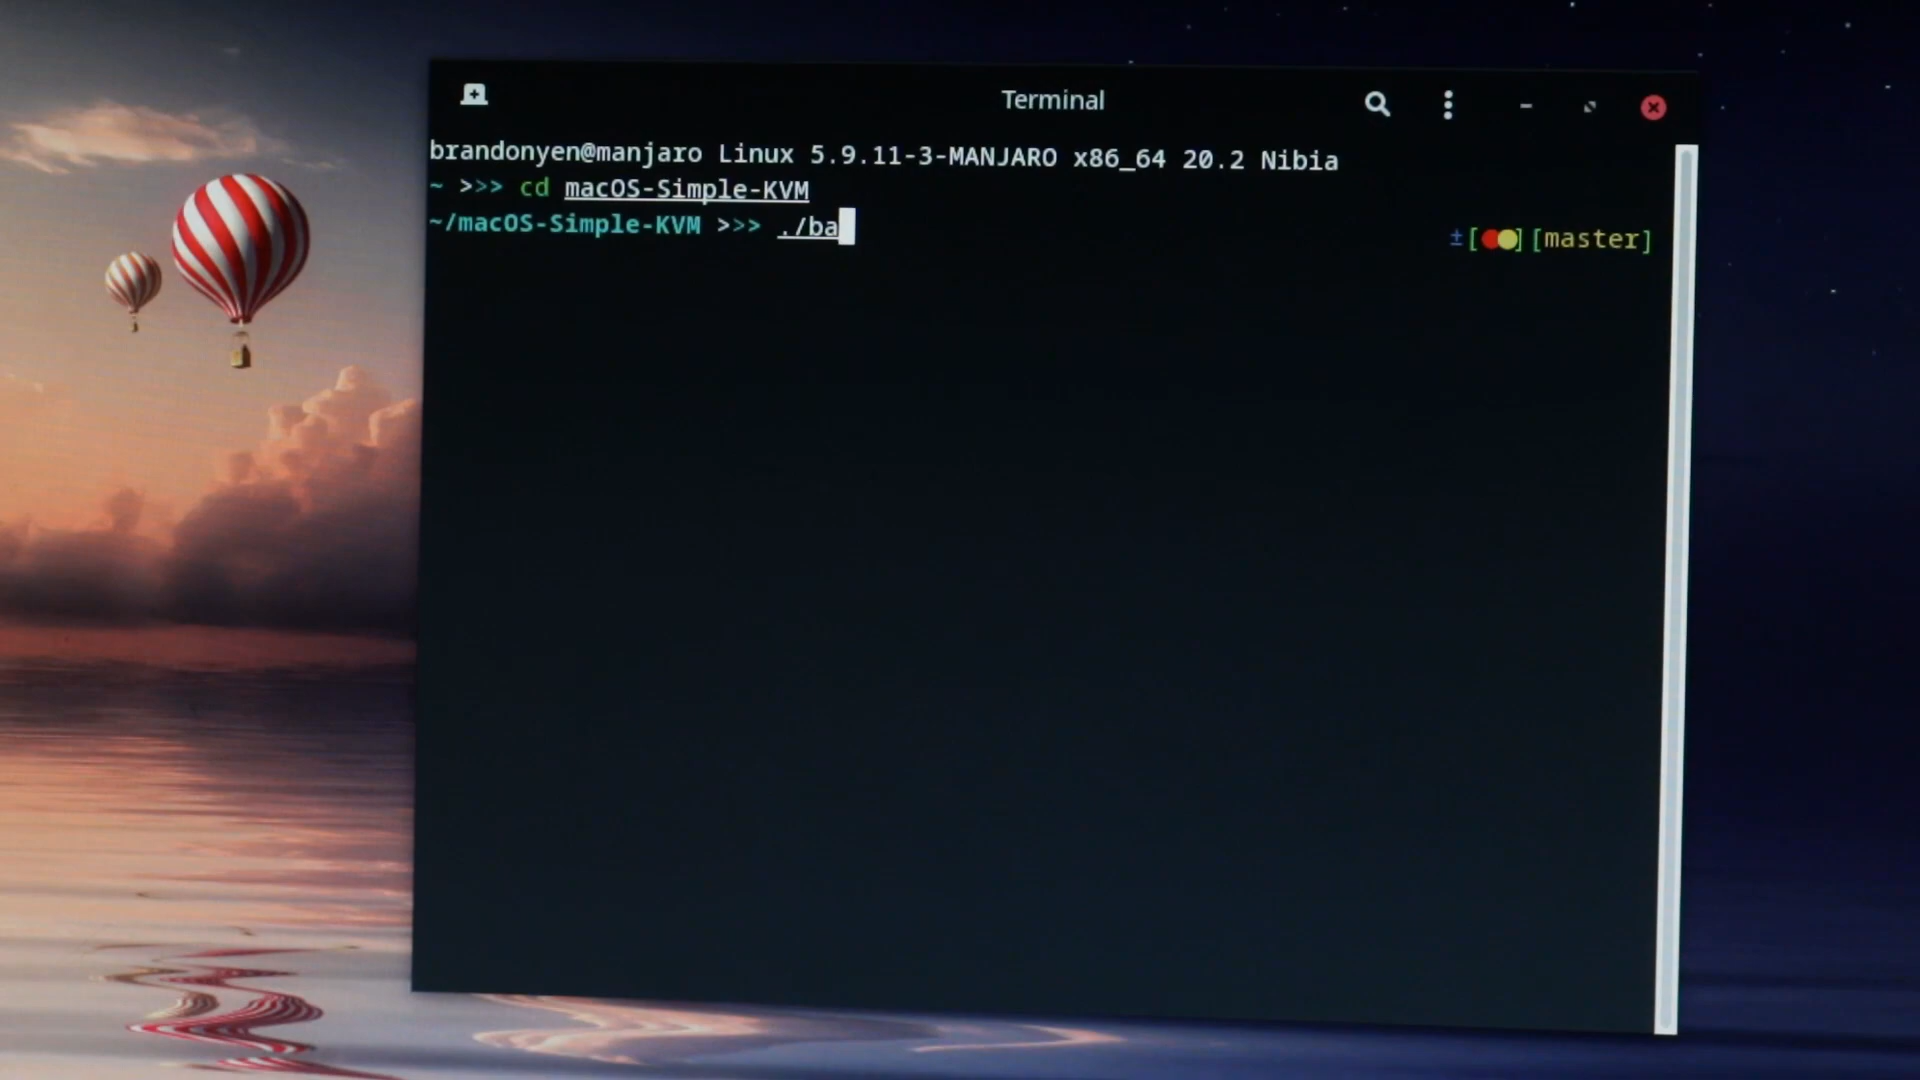 Terminal
brandonyen@manjaro Linux 5.9.11-3-MANJARO x86_64 20.2 Nibia
~ >>> cd macOS-Simple-KVM
~/macOS-Simple-KVM >>> ./ba
±[●●][master]